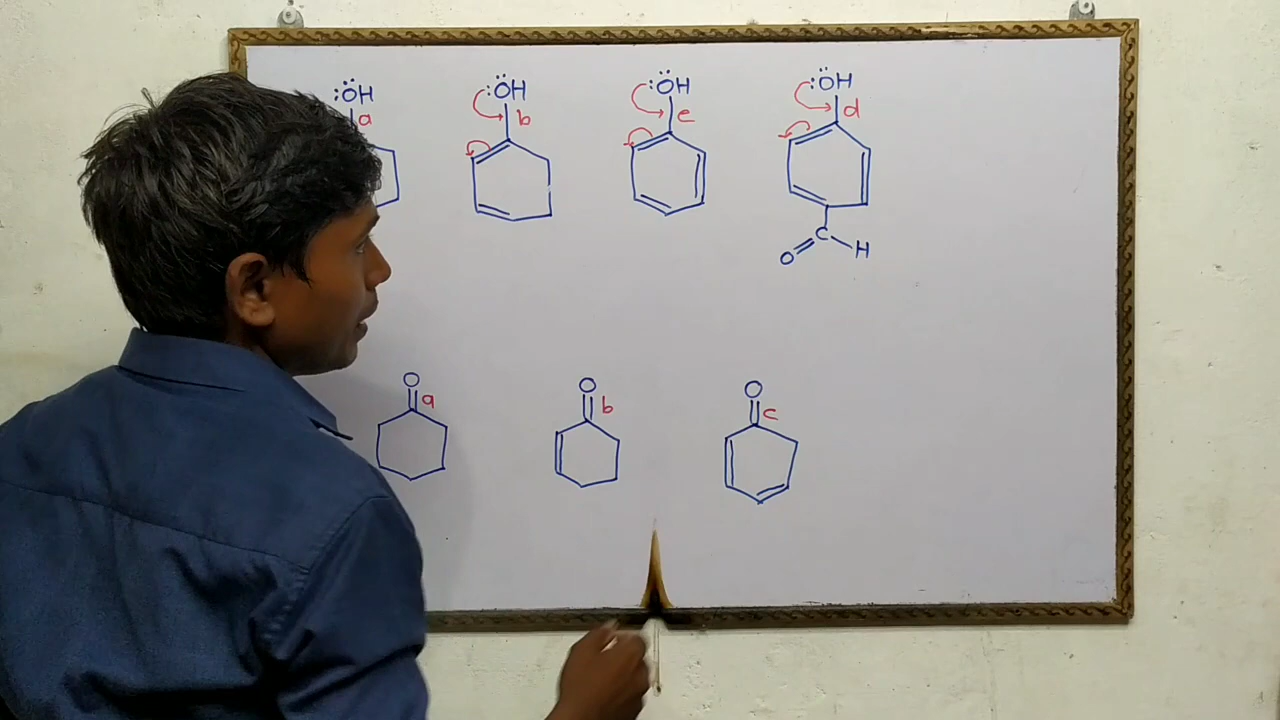 :ÖH :ÖH :ÖH :ÖH
a b c d
C H
O
O O O
a b c